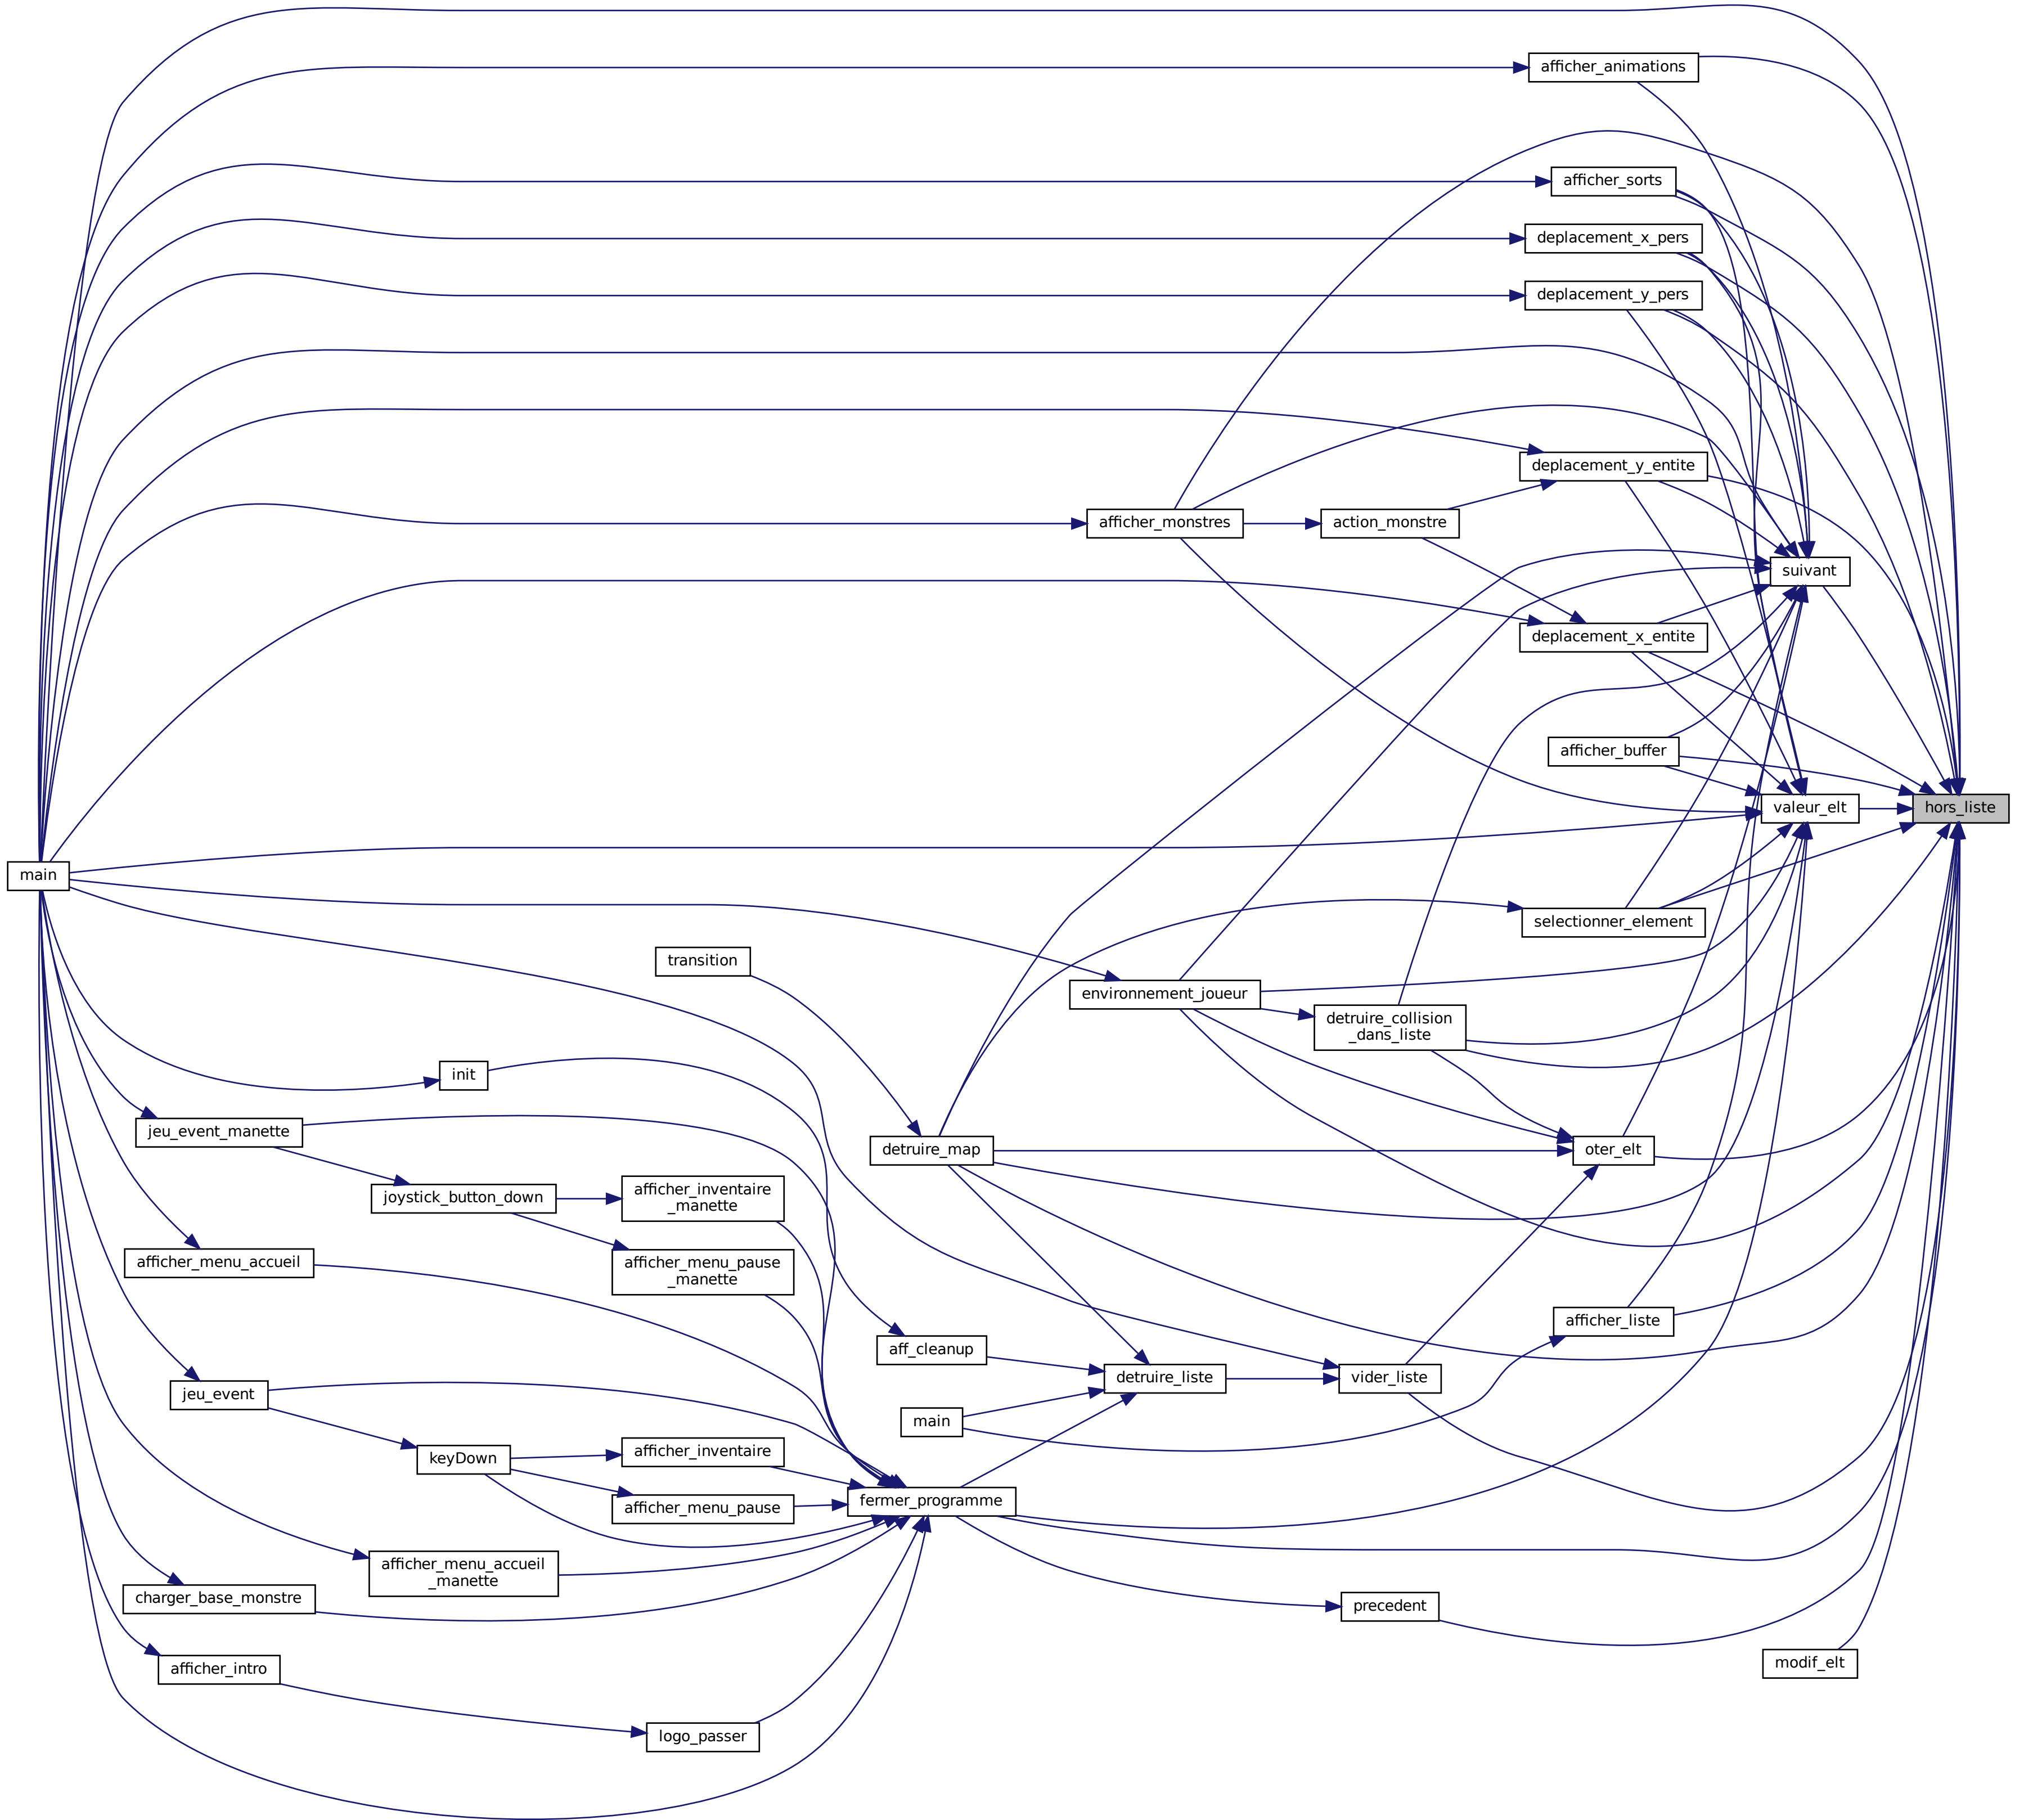 afficher_animations
afficher_sorts
deplacement_x_pers
deplacement_y_pers
deplacement_y_entite
afficher_monstres
action_monstre
suivant
deplacement_x_entite
afficher_buffer
valeur_elt
hors_liste
main
selectionner_element
transition
environnement_joueur
detruire_collision
_dans_liste
init
jeu_event_manette
detruire_map
oter_elt
joystick_button_down
afficher_inventaire
_manette
afficher_menu_accueil
afficher_menu_pause
_manette
afficher_liste
aff_cleanup
detruire_liste
vider_liste
jeu_event
main
keyDown
afficher_inventaire
fermer_programme
afficher_menu_pause
afficher_menu_accueil
_manette
charger_base_monstre
precedent
afficher_intro
modif_elt
logo_passer